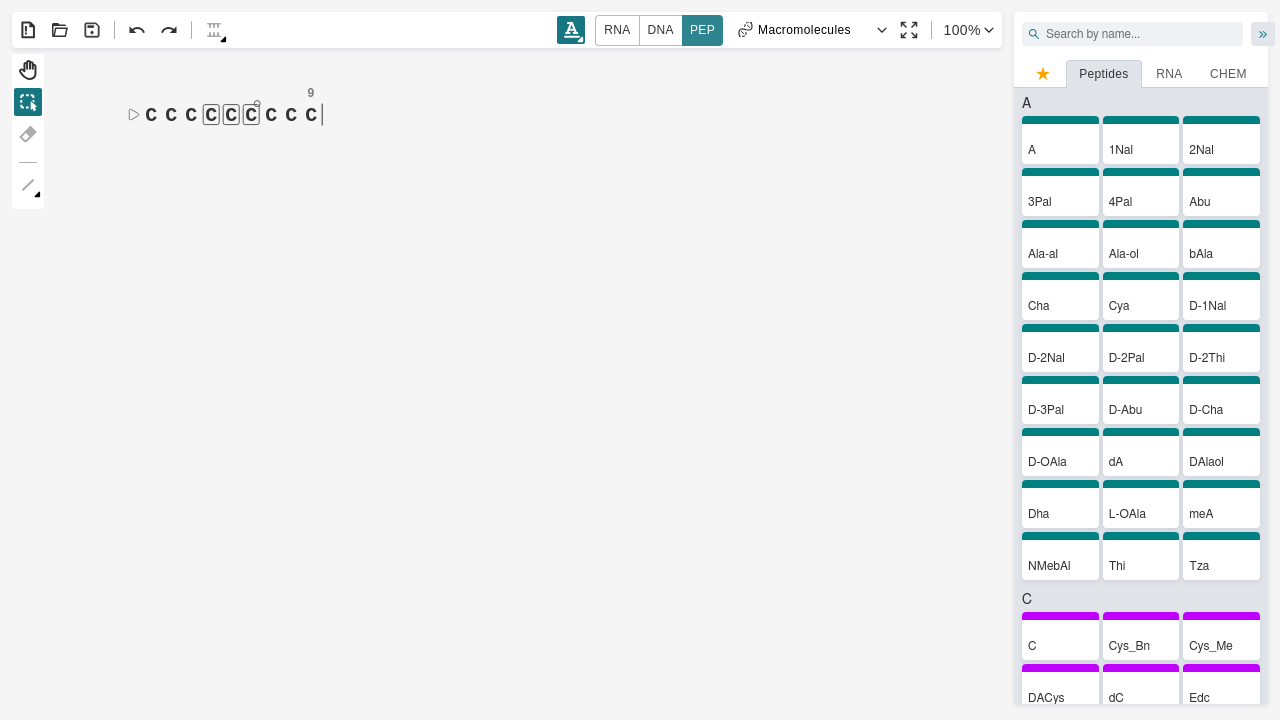 RNA DNA PEP Macromolecules 100%
Search by name...
Peptides RNA CHEM
9
C C C C C C C C C
A
A 1Nal 2Nal
3Pal 4Pal Abu
Ala-al Ala-ol bAla
Cha Cya D-1Nal
D-2Nal D-2Pal D-2Thi
D-3Pal D-Abu D-Cha
D-OAla dA DAlaol
Dha L-OAla meA
NMebAl Thi Tza
C
C Cys_Bn Cys_Me
DACys dC Edc